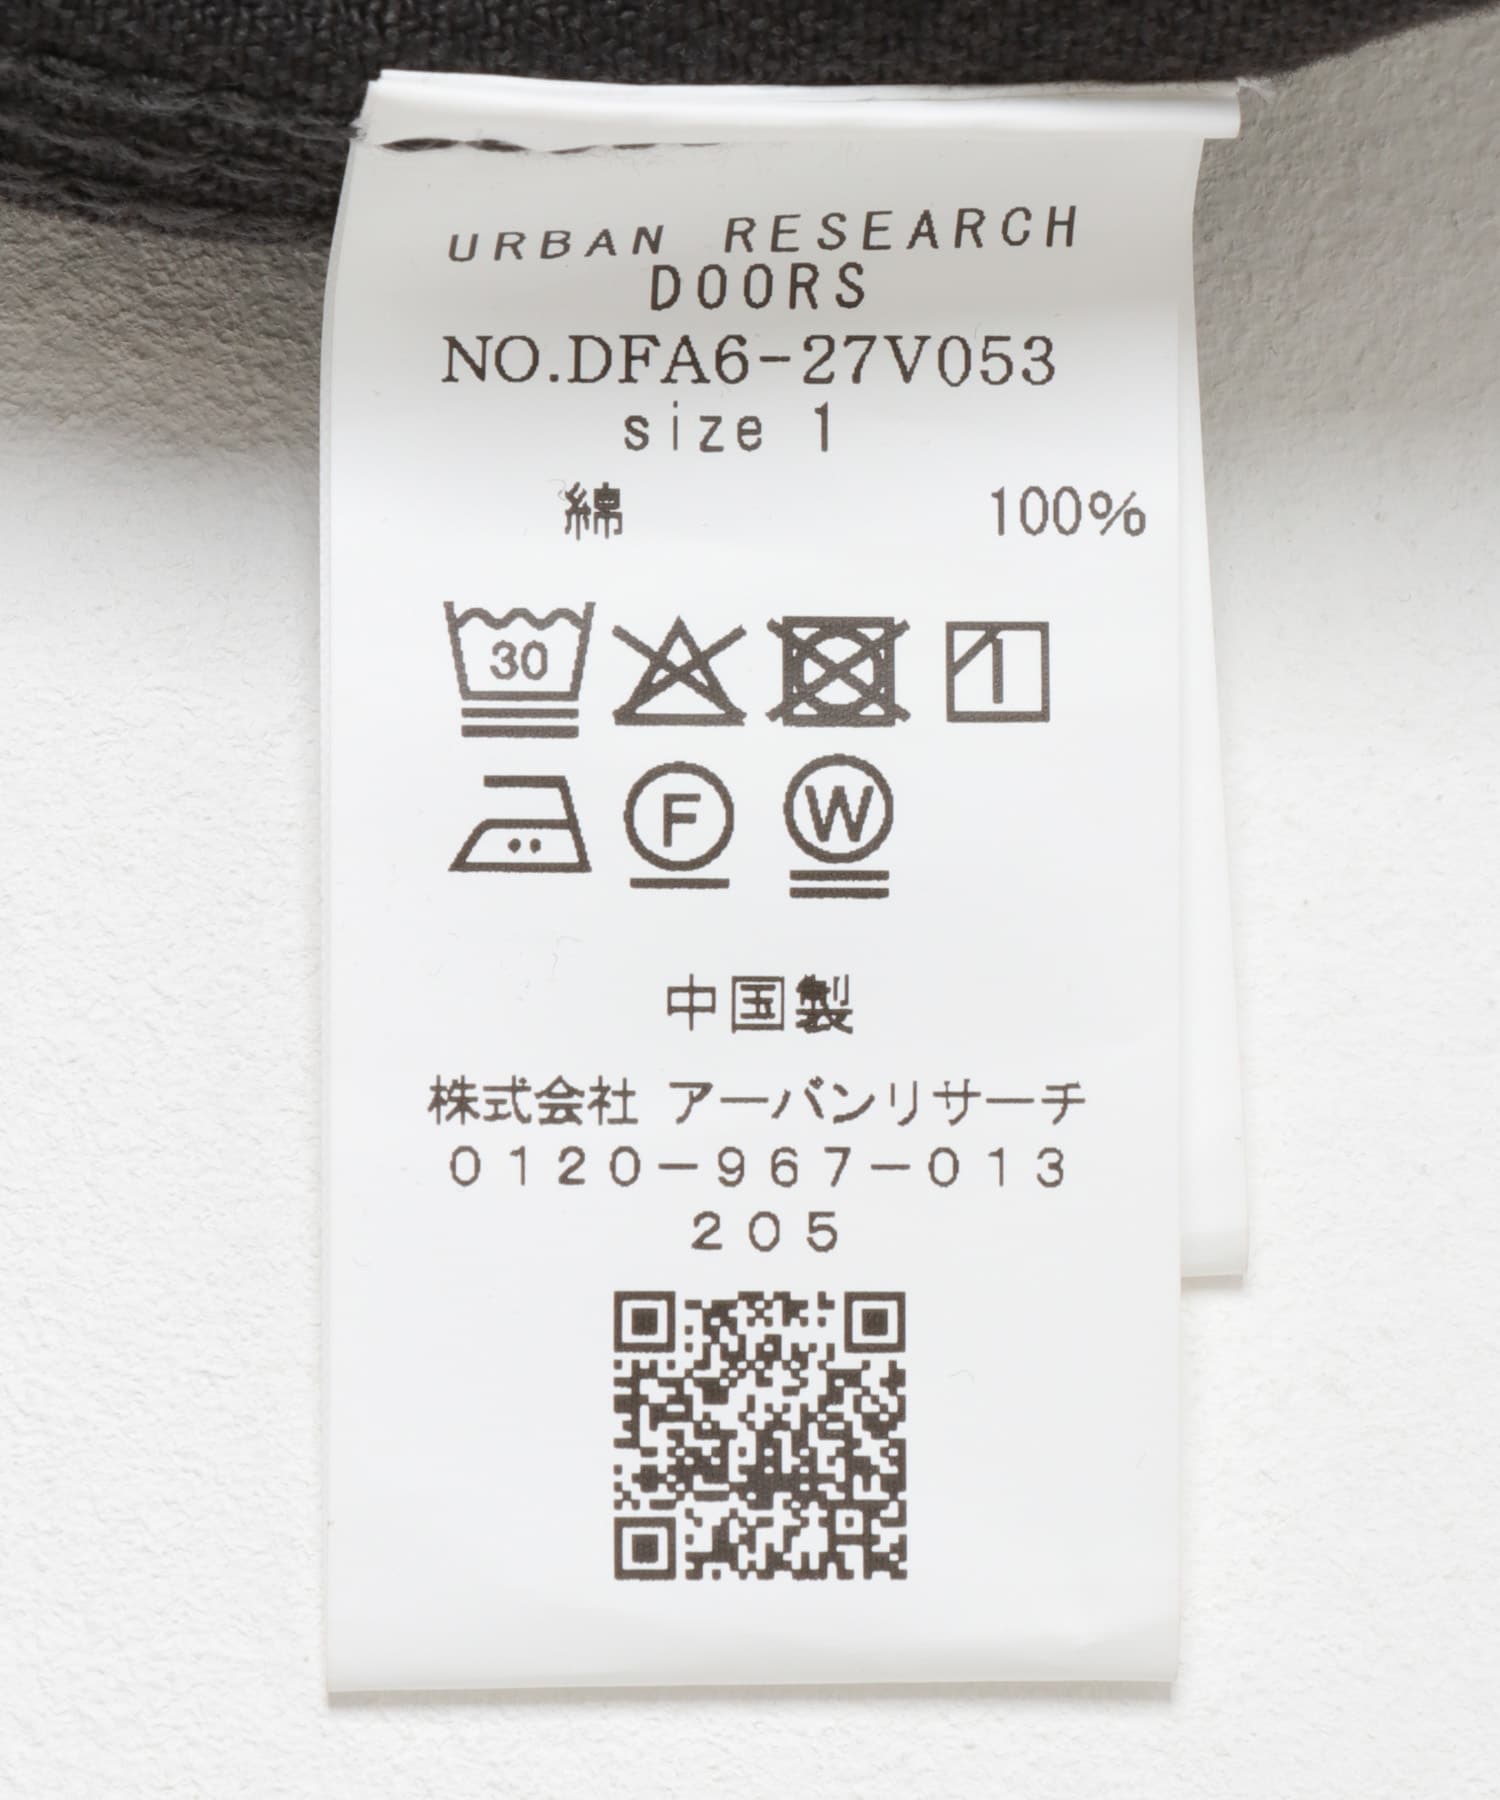 URBAN RESEARCH
DOORS
NO.DFA6-27V053
size 1
綿 100%
30
F W
中国製
株式会社 アーバンリサーチ
0120-967-013
205